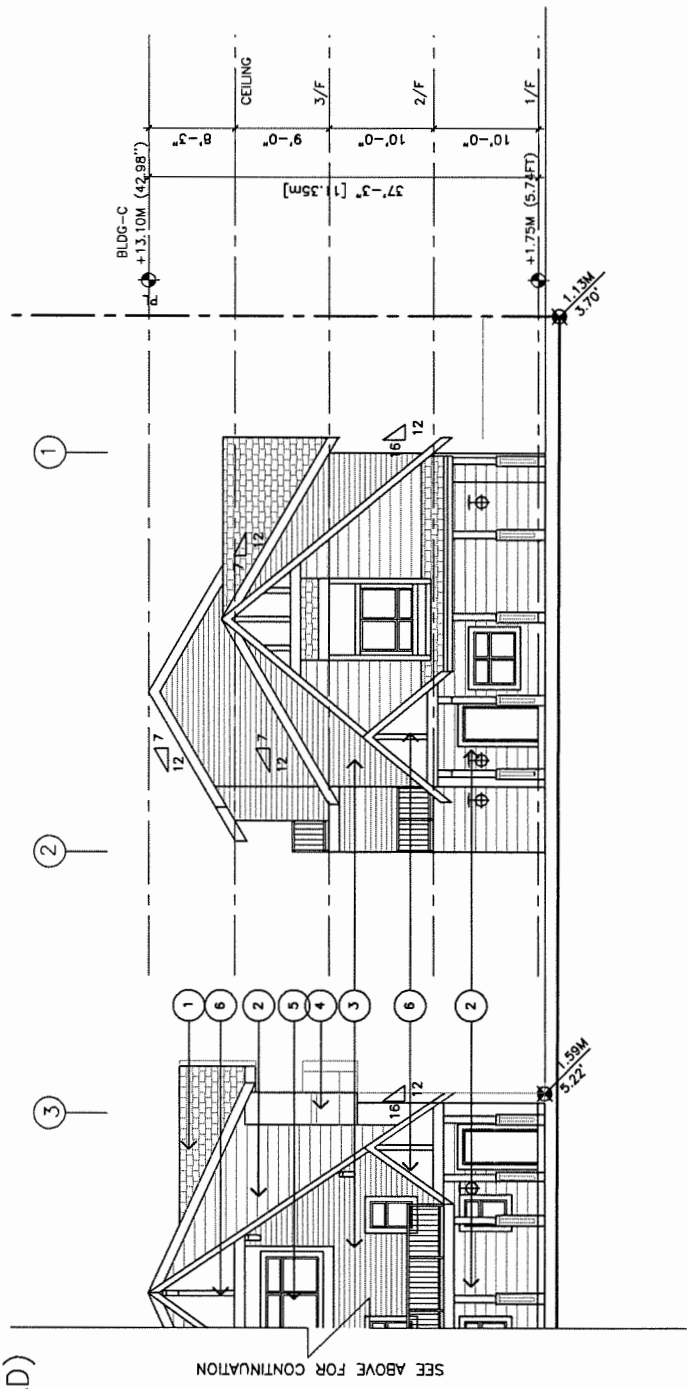 D)
3
2
1
BLDG-C
+13.10M (42.98'')
CEILING
3/F
2/F
1/F
8'-3"
9'-0"
10'-0"
10'-0"
37'-3" [11.35m]
+1.75M (5.74FT)
1.13M
3.70'
7
12
7
12
7
12
16
12
1
6
2
5
4
3
6
2
16
12
1.59M
5.22'
SEE ABOVE FOR CONTINUATION